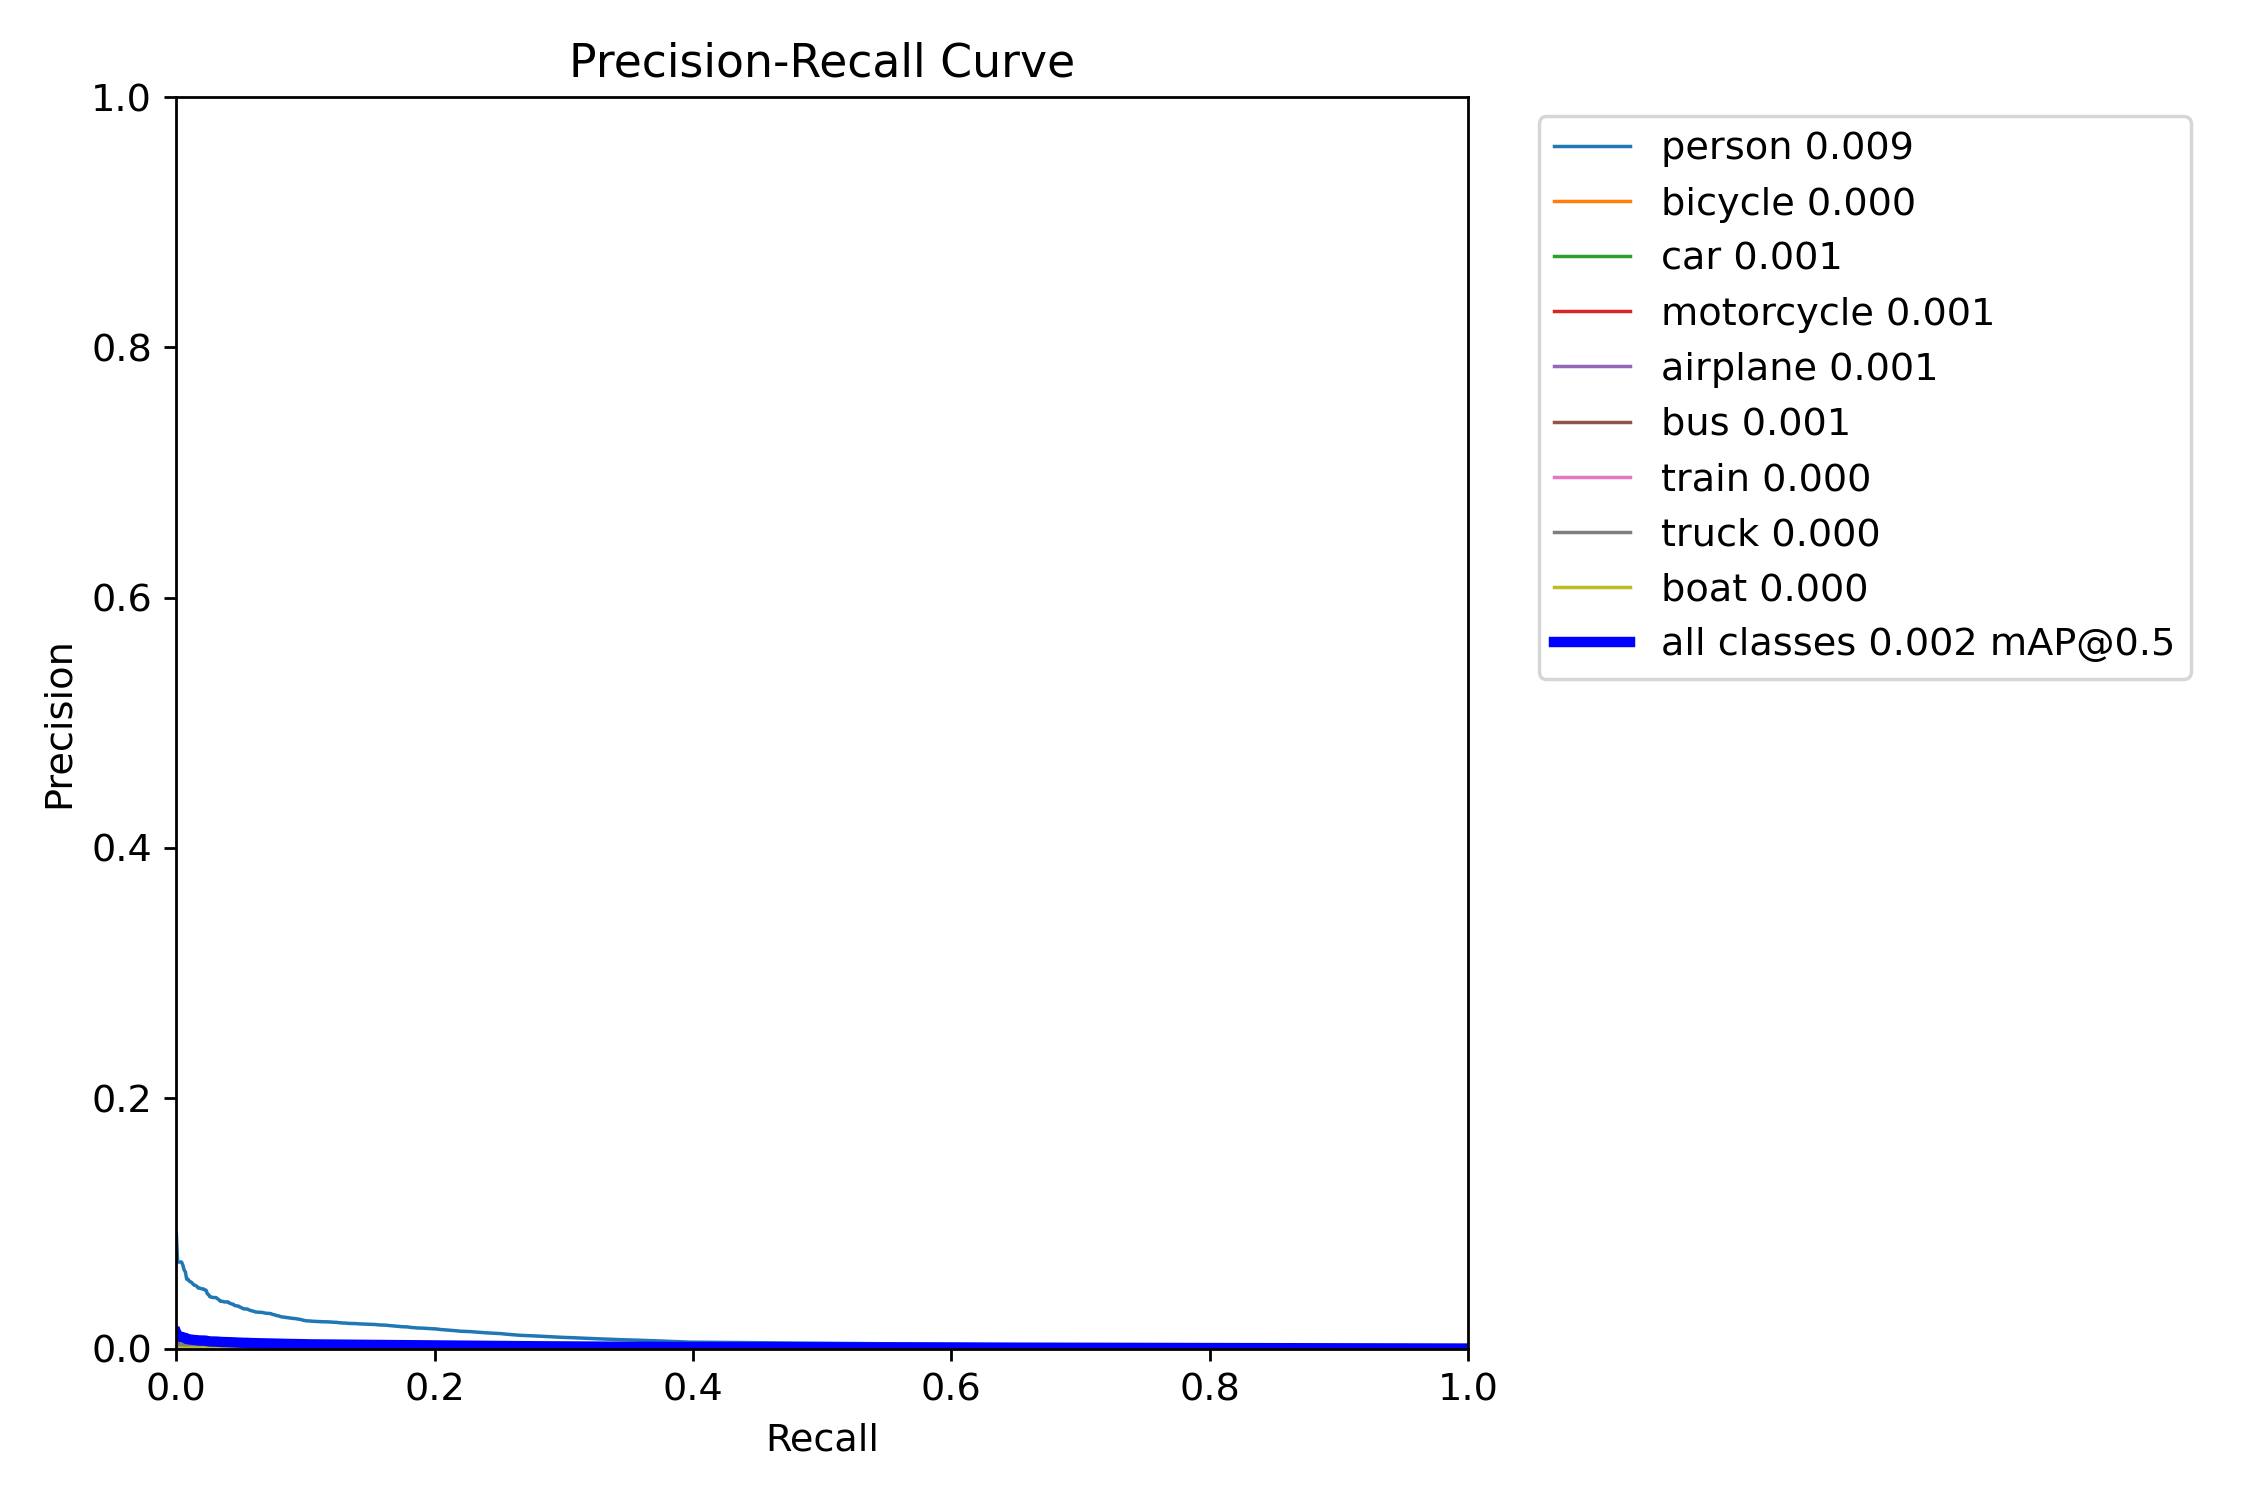 Precision-Recall Curve
1.0
0.8
0.6
0.4
0.2
0.0
Precision
0.0 0.2 0.4 0.6 0.8 1.0
Recall
person 0.009
bicycle 0.000
car 0.001
motorcycle 0.001
airplane 0.001
bus 0.001
train 0.000
truck 0.000
boat 0.000
all classes 0.002 mAP@0.5